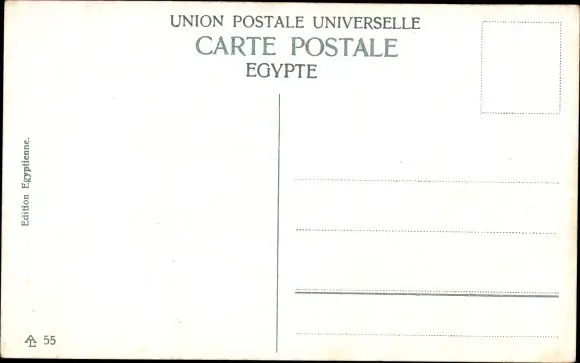 UNION POSTALE UNIVERSELLE
CARTE POSTALE
EGYPTE
Edition Egyptienne.
55